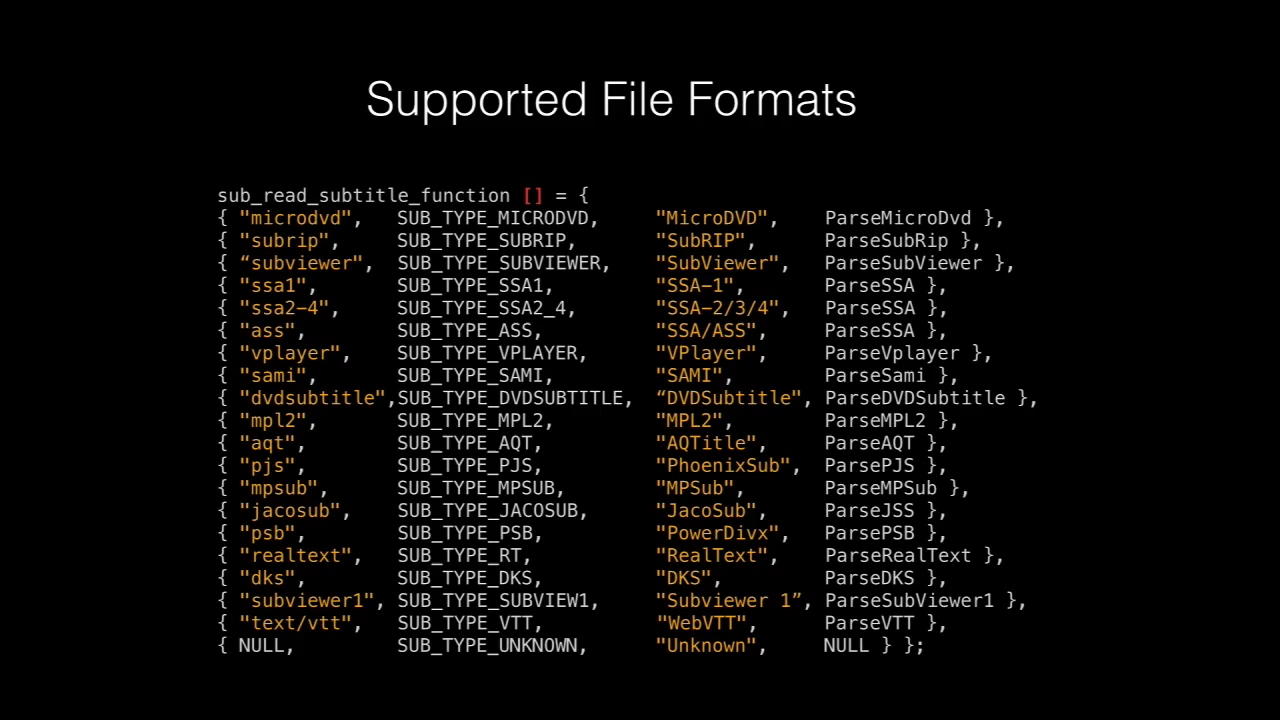 Supported File Formats
sub_read_subtitle_function [] = {
{ "microdvd", SUB_TYPE_MICRODVD, "MicroDVD", ParseMicroDvd },
{ "subrip", SUB_TYPE_SUBRIP, "SubRIP", ParseSubRip },
{ “subviewer", SUB_TYPE_SUBVIEWER, "SubViewer", ParseSubViewer },
{ "ssa1", SUB_TYPE_SSA1, "SSA-1", ParseSSA },
{ "ssa2-4", SUB_TYPE_SSA2_4, "SSA-2/3/4", ParseSSA },
{ "ass", SUB_TYPE_ASS, "SSA/ASS", ParseSSA },
{ "vplayer", SUB_TYPE_VPLAYER, "VPlayer", ParseVplayer },
{ "sami", SUB_TYPE_SAMI, "SAMI", ParseSami },
{ "dvdsubtitle",SUB_TYPE_DVDSUBTITLE, “DVDSubtitle", ParseDVDSubtitle },
{ "mpl2", SUB_TYPE_MPL2, "MPL2", ParseMPL2 },
{ "aqt", SUB_TYPE_AQT, "AQTitle", ParseAQT },
{ "pjs", SUB_TYPE_PJS, "PhoenixSub", ParsePJS },
{ "mpsub", SUB_TYPE_MPSUB, "MPSub", ParseMPSub },
{ "jacosub", SUB_TYPE_JACOSUB, "JacoSub", ParseJSS },
{ "psb", SUB_TYPE_PSB, "PowerDivx", ParsePSB },
{ "realtext", SUB_TYPE_RT, "RealText", ParseRealText },
{ "dks", SUB_TYPE_DKS, "DKS", ParseDKS },
{ "subviewer1", SUB_TYPE_SUBVIEW1, "Subviewer 1”, ParseSubViewer1 },
{ "text/vtt", SUB_TYPE_VTT, "WebVTT", ParseVTT },
{ NULL, SUB_TYPE_UNKNOWN, "Unknown", NULL } };